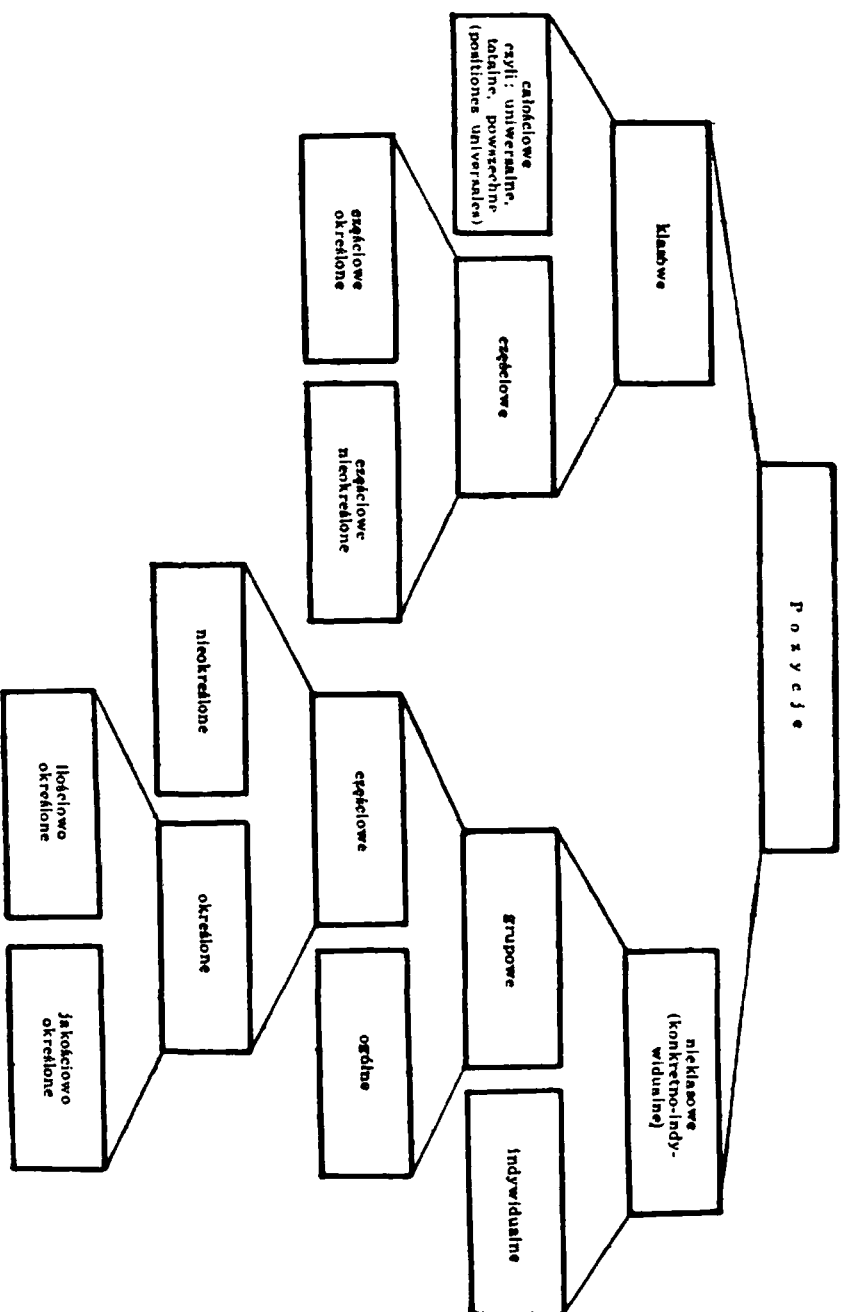 Pozycje
klasowe
nieklasowe
(konkretno-indy-
widualne)
całościowe
czyli: uniwersalne,
totalne, powszechne
(positiones universales)
częściowe
grupowe
indywidualne
częściowe
określone
częściowe
nieokreślone
częściowe
ogólne
nieokreślone
określone
ilościowo
określone
jakościowo
określone